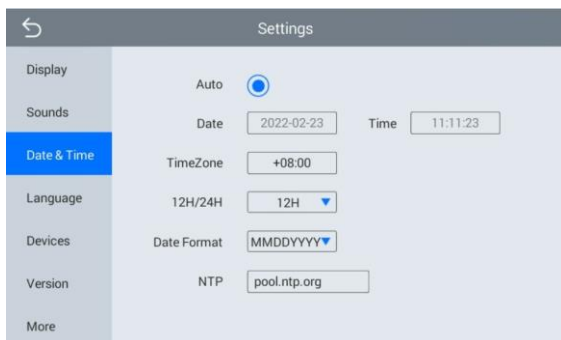 Settings
Display
Auto
Sounds
Date 2022-02-23 Time 11:11:23
Date & Time
TimeZone +08:00
Language
12H/24H 12H
Devices
Date Format MMDDYYYY
Version
NTP pool.ntp.org
More